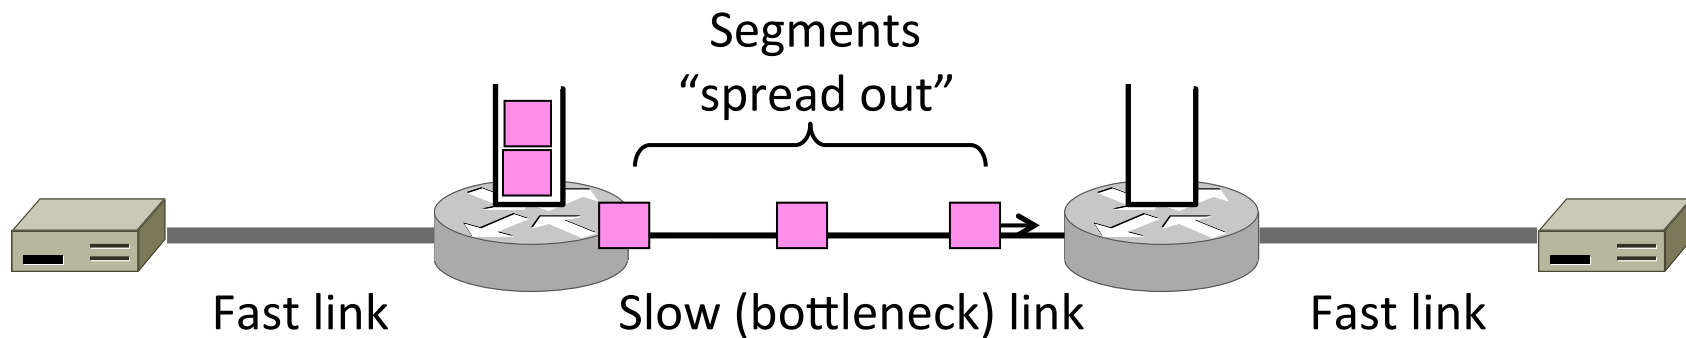 Segments
“spread out”
Fast link
Slow (bottleneck) link
Fast link